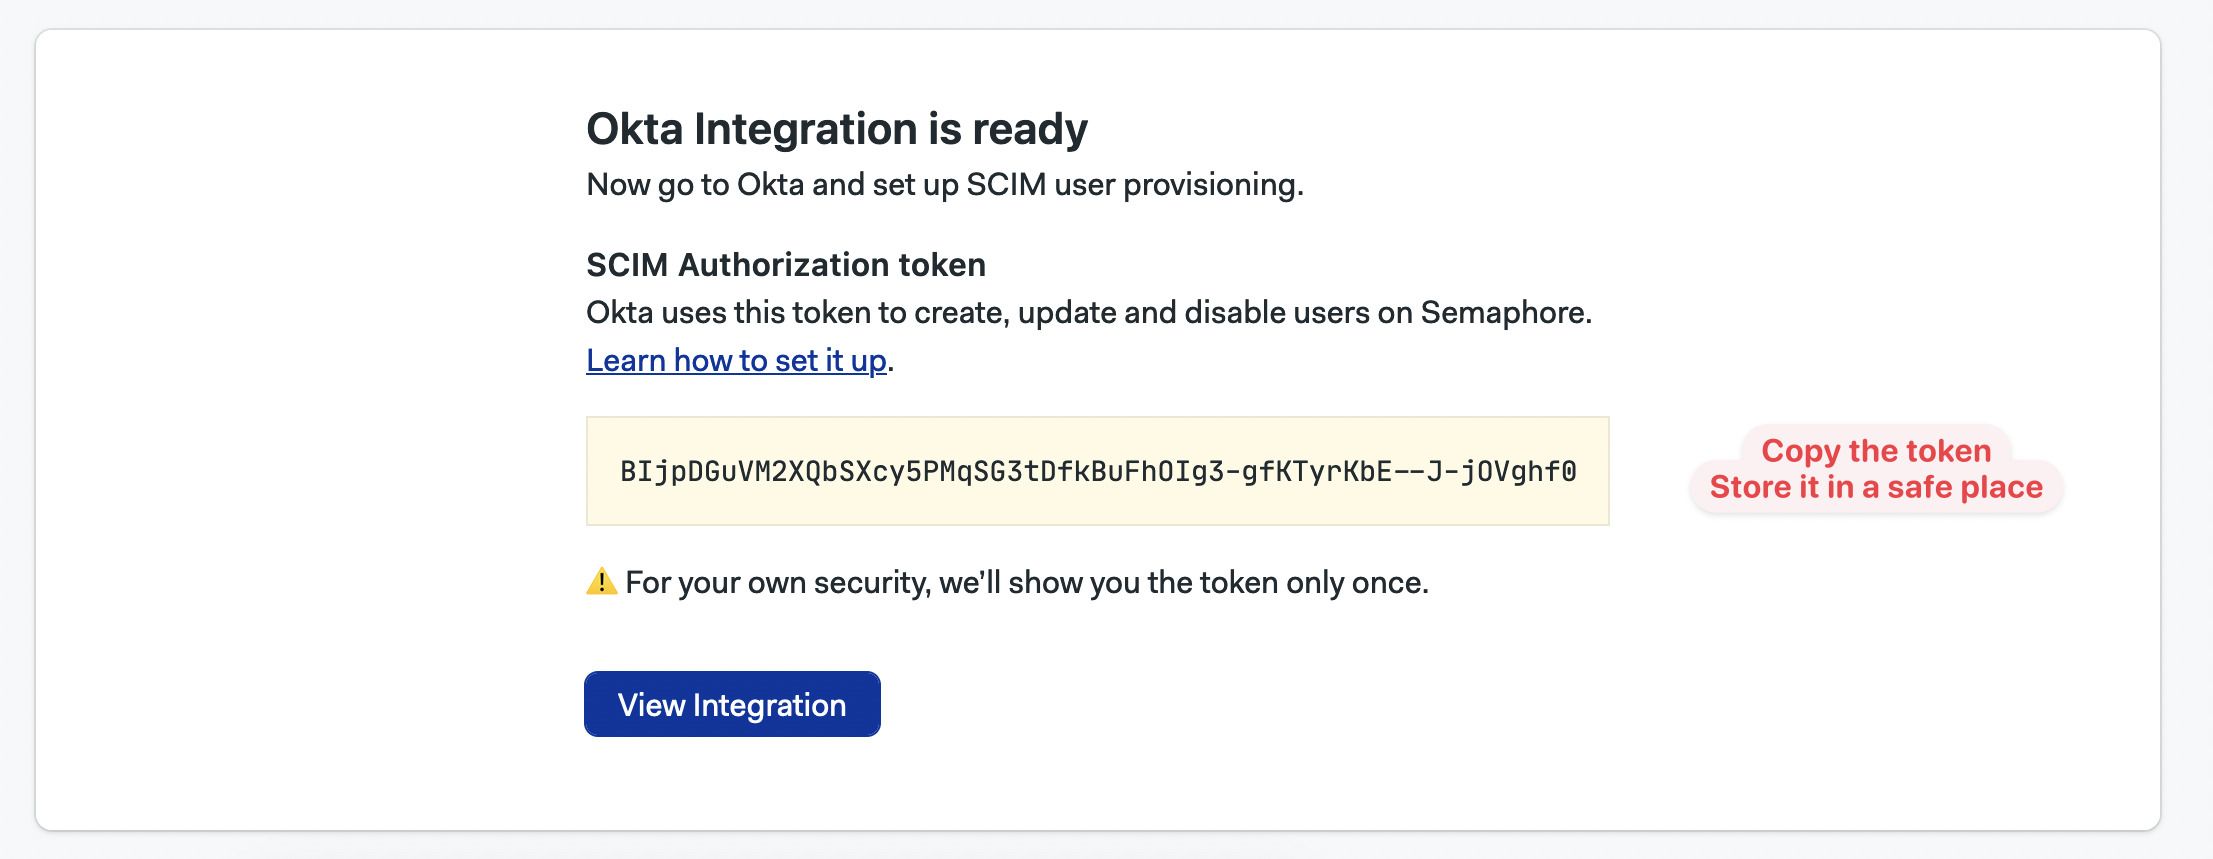 Okta Integration is ready
Now go to Okta and set up SCIM user provisioning.
SCIM Authorization token
Okta uses this token to create, update and disable users on Semaphore.
Learn how to set it up.
BIjpDGuVM2XQbSXcy5PMqSG3tDfkBuFhOIg3-gfKTyrKbE--J-jOVghf0
Copy the token
Store it in a safe place
⚠️ For your own security, we’ll show you the token only once.
View Integration